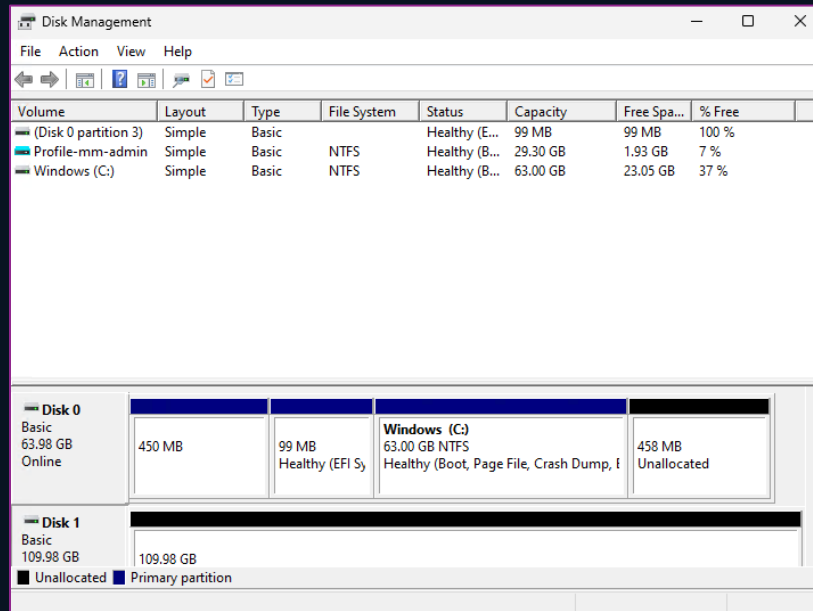 Disk Management
File Action View Help
Volume Layout Type File System Status Capacity Free Spa... % Free
(Disk 0 partition 3) Simple Basic Healthy (E... 99 MB 99 MB 100 %
Profile-mm-admin Simple Basic NTFS Healthy (B... 29.30 GB 1.93 GB 7 %
Windows (C:) Simple Basic NTFS Healthy (B... 63.00 GB 23.05 GB 37 %
Disk 0
Basic
63.98 GB
Online
450 MB
99 MB
Healthy (EFI Sy
Windows (C:)
63.00 GB NTFS
Healthy (Boot, Page File, Crash Dump, E
458 MB
Unallocated
Disk 1
Basic
109.98 GB
109.98 GB
Unallocated Primary partition